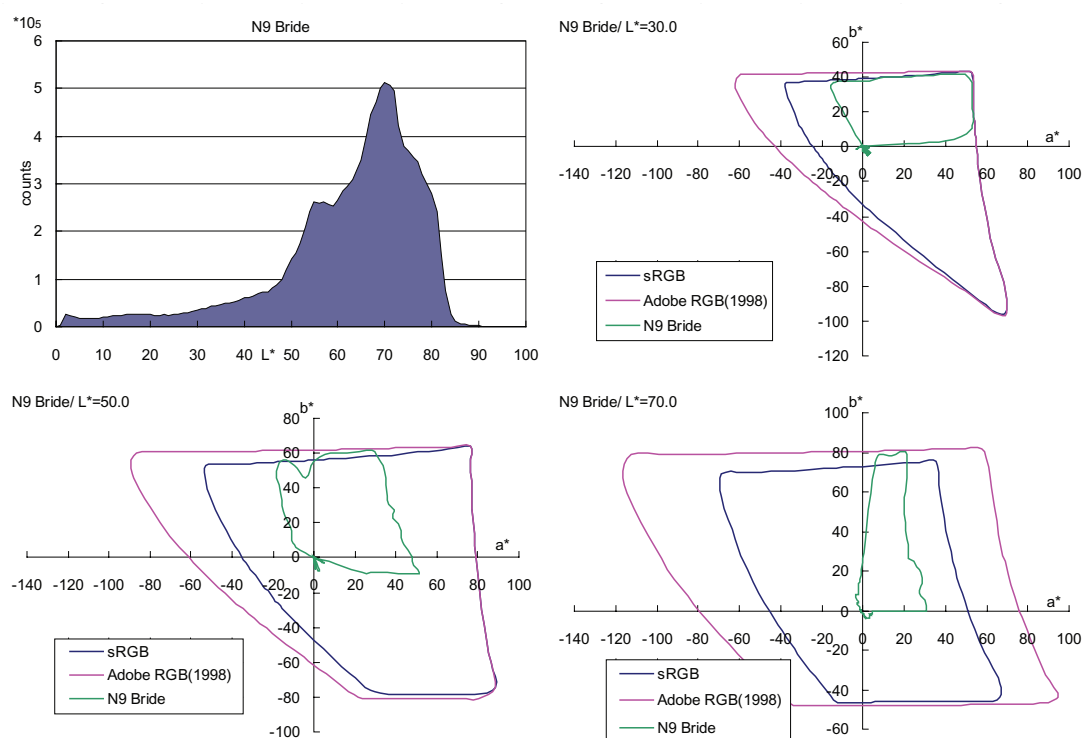 *10⁵
N9 Bride
6
5
4
3
2
1
0
counts
0 10 20 30 40 L* 50 60 70 80 90 100
N9 Bride/ L*=30.0
b*
60
40
20
0
-20
-40
-60
-80
-100
-120
a*
-140 -120 -100 -80 -60 -40 -20 0 20 40 60 80 100
sRGB
Adobe RGB(1998)
N9 Bride
N9 Bride/ L*=50.0
b*
80
60
40
20
0
-20
-40
-60
-80
-100
a*
-140 -120 -100 -80 -60 -40 -20 0 20 40 60 80 100
sRGB
Adobe RGB(1998)
N9 Bride
N9 Bride/ L*=70.0
b*
100
80
60
40
20
0
-20
-40
-60
a*
-140 -120 -100 -80 -60 -40 -20 0 20 40 60 80 100
sRGB
Adobe RGB(1998)
N9 Bride